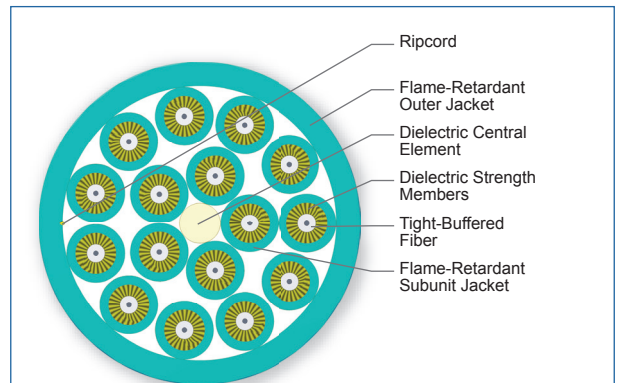 Ripcord
Flame-Retardant
Outer Jacket
Dielectric Central
Element
Dielectric Strength
Members
Tight-Buffered
Fiber
Flame-Retardant
Subunit Jacket